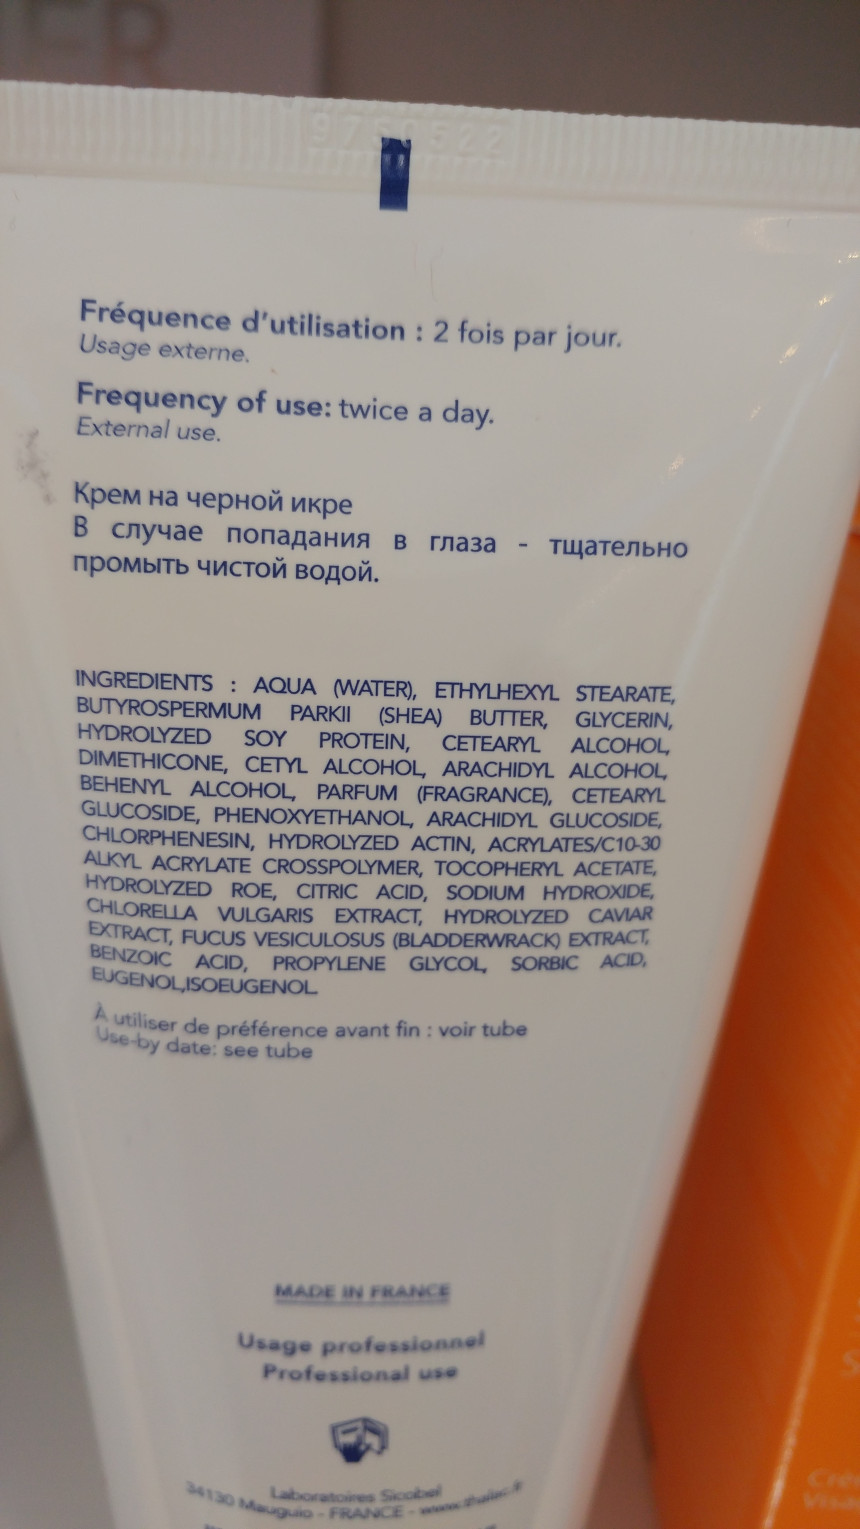 ER
9750522
Fréquence d'utilisation : 2 fois par jour.
Usage externe.
Frequency of use: twice a day.
External use.
Крем на черной икре
В случае попадания в глаза - тщательно
промыть чистой водой.
INGREDIENTS : AQUA (WATER), ETHYLHEXYL STEARATE,
BUTYROSPERMUM PARKII (SHEA) BUTTER, GLYCERIN,
HYDROLYZED SOY PROTEIN, CETEARYL ALCOHOL,
DIMETHICONE, CETYL ALCOHOL, ARACHIDYL ALCOHOL,
BEHENYL ALCOHOL, PARFUM (FRAGRANCE), CETEARYL
GLUCOSIDE, PHENOXYETHANOL, ARACHIDYL GLUCOSIDE,
CHLORPHENESIN, HYDROLYZED ACTIN, ACRYLATES/C10-30
ALKYL ACRYLATE CROSSPOLYMER, TOCOPHERYL ACETATE,
HYDROLYZED ROE, CITRIC ACID, SODIUM HYDROXIDE,
CHLORELLA VULGARIS EXTRACT, HYDROLYZED CAVIAR
EXTRACT, FUCUS VESICULOSUS (BLADDERWRACK) EXTRACT,
BENZOIC ACID, PROPYLENE GLYCOL, SORBIC ACID,
EUGENOL,ISOEUGENOL.
À utiliser de préférence avant fin : voir tube
Use-by date: see tube
MADE IN FRANCE
Usage professionnel
Professional use
Laboratoires Sicobel
34130 Mauguio - FRANCE - www.thalac.fr